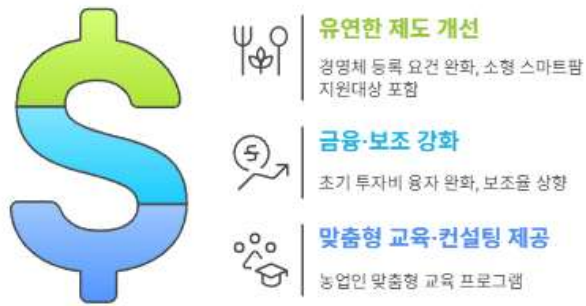 유연한 제도 개선
경영체 등록 요건 완화, 소형 스마트팜
지원대상 포함
금융·보조 강화
초기 투자비 융자 완화, 보조율 상향
맞춤형 교육·컨설팅 제공
농업인 맞춤형 교육 프로그램